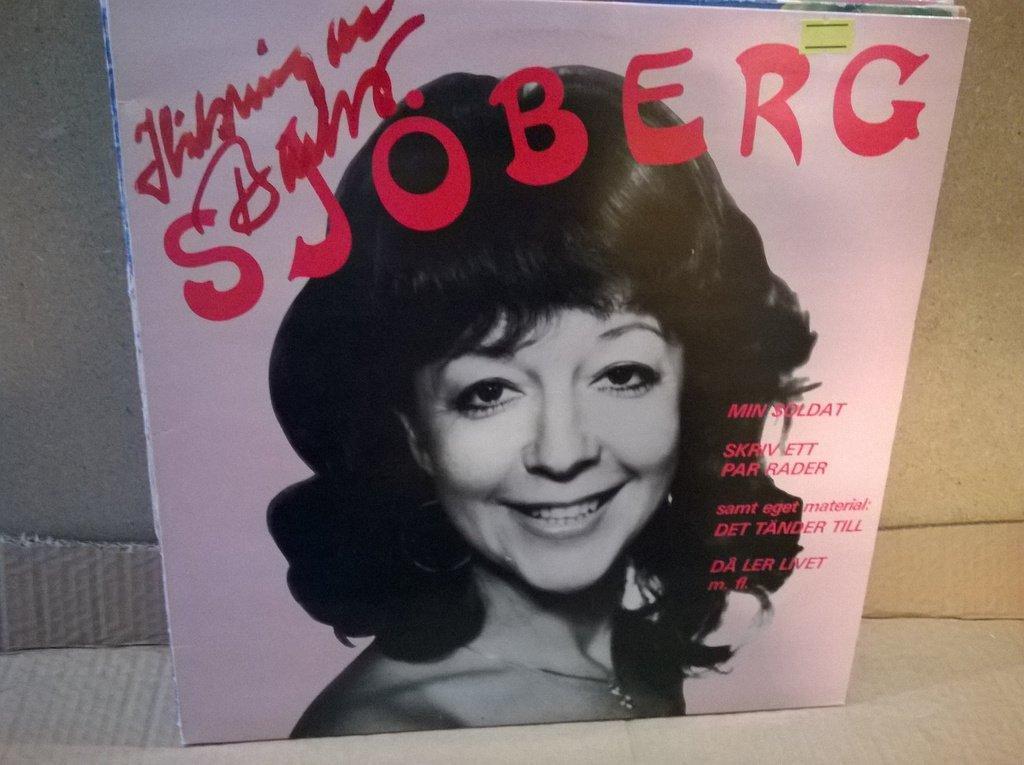 SJÖBERG
MIN SOLDAT
SKRIV ETT
PAR RADER
samt eget material:
DET TÄNDER TILL
DÅ LER LIVET
m. fl.